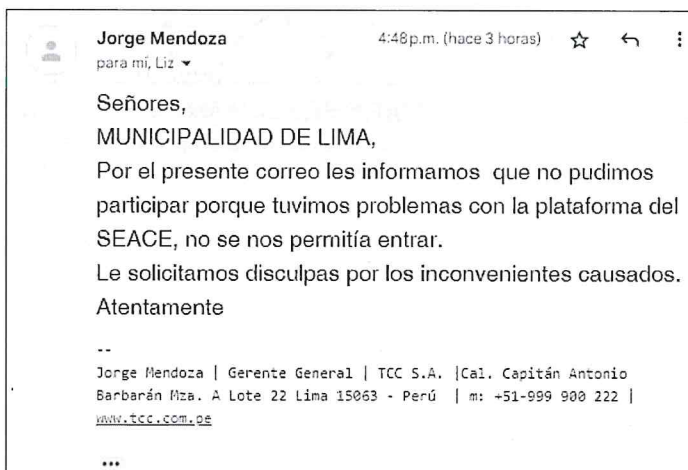 Jorge Mendoza 4:48p.m. (hace 3 horas)
para mí, Liz
Señores,
MUNICIPALIDAD DE LIMA,
Por el presente correo les informamos que no pudimos
participar porque tuvimos problemas con la plataforma del
SEACE, no se nos permitía entrar.
Le solicitamos disculpas por los inconvenientes causados.
Atentamente
--
Jorge Mendoza | Gerente General | TCC S.A. |Cal. Capitán Antonio
Barbarán Mza. A Lote 22 Lima 15063 - Perú | m: +51-999 900 222 |
www.tcc.com.pe
...